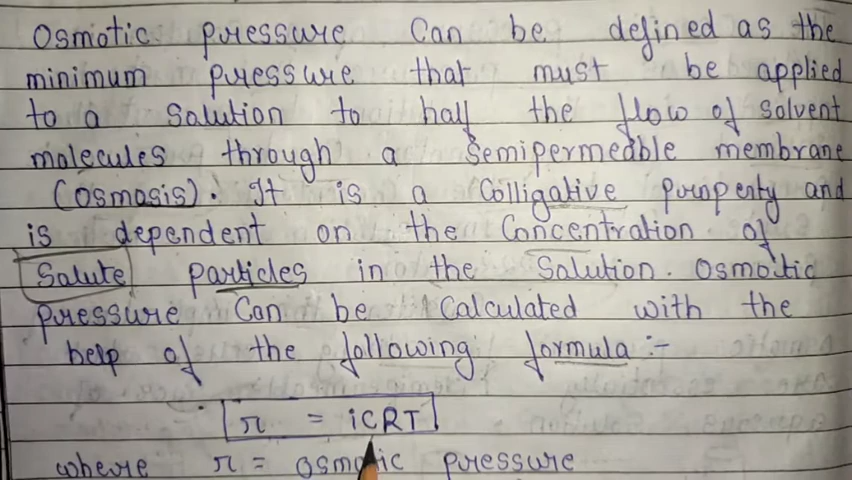 Osmotic pressure can be defined as the
minimum pressure that must be applied
to a Solution to half the flow of solvent
molecules through a Semipermeable membrane
(osmosis). It is a Colligative property and
is dependent on the Concentration of
Salute particles in the Solution. Osmotic
pressure Can be Calculated with the
help of the following formula :-
π = iCRT
where π = osmotic pressure